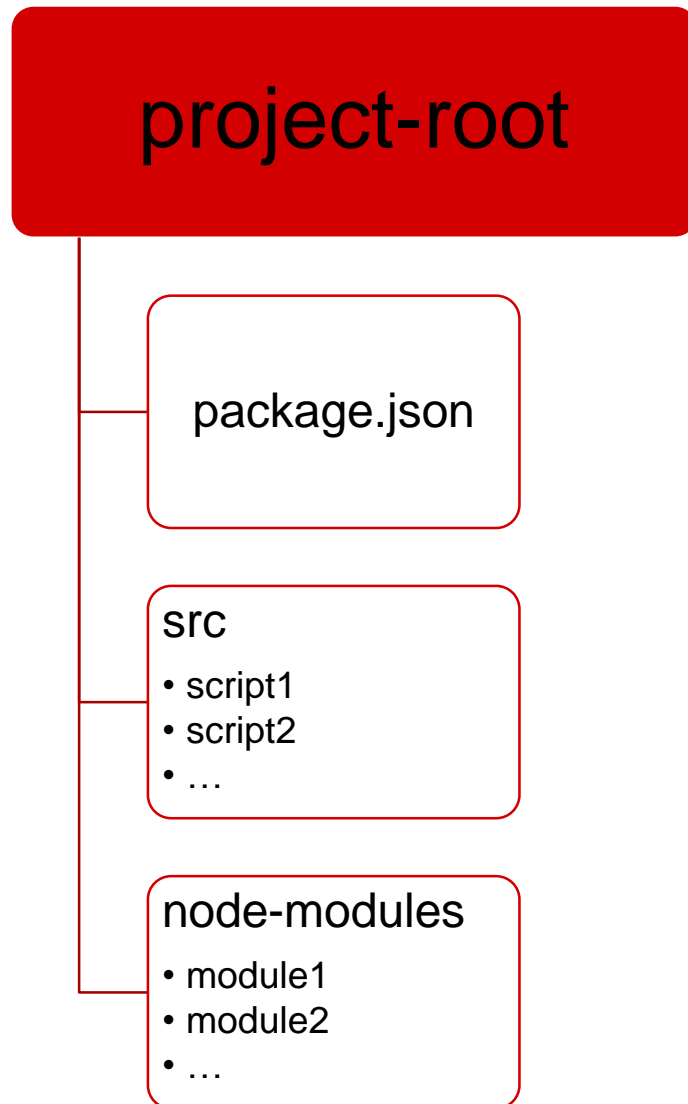 project-root
package.json
src
• script1
• script2
• …
node-modules
• module1
• module2
• …